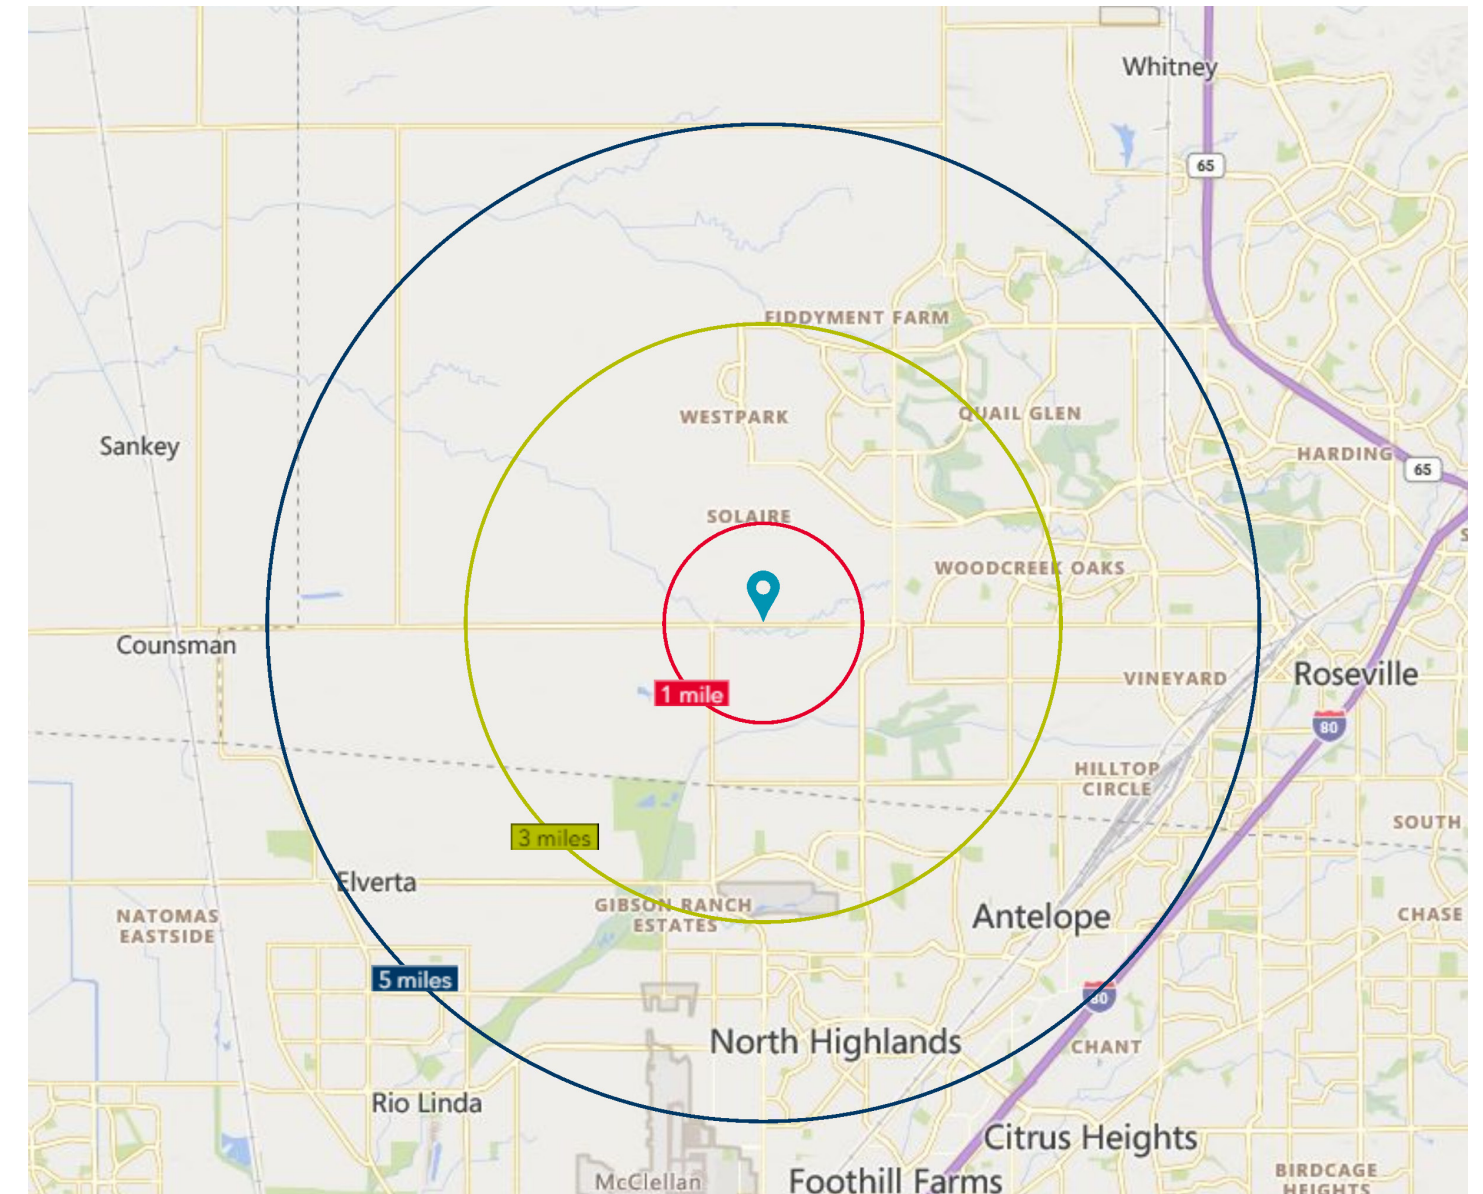 Whitney
65
FIDDYMENT FARM
WESTPARK
QUAIL GLEN
Sankey
HARDING
65
SOLAIRE
S
WOODCREEK OAKS
Counsman
VINEYARD
Roseville
1 mile
80
HILLTOP
CIRCLE
SOUTH
3 miles
Elverta
GIBSON RANCH
ESTATES
NATOMAS
EASTSIDE
Antelope
CHASE
5 miles
80
North Highlands
CHANT
Rio Linda
Citrus Heights
McClellan
Foothill Farms
BIRDCAGE
HEIGHTS